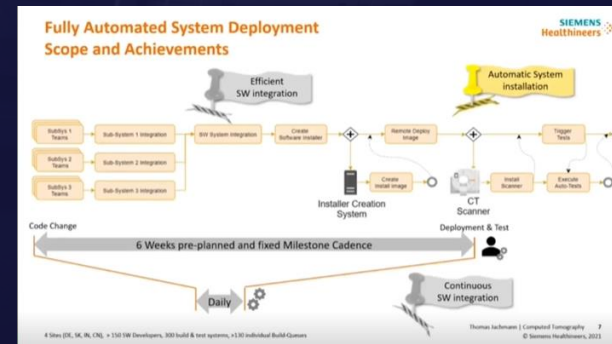 Fully Automated System Deployment
Scope and Achievements
SIEMENS
Healthineers
Efficient
SW integration
Automatic System
installation
SubSys 1
Teams
Sub-System 1 Integration
SW System Integration
Create
Software Installer
Remote Deploy
Image
Trigger
Tests
SubSys 2
Teams
Sub-System 2 Integration
Create
Install Image
Install
Scanner
Execute
Auto-Tests
SubSys 3
Teams
Sub-System 3 Integration
Installer Creation
System
CT
Scanner
Code Change
Deployment & Test
6 Weeks pre-planned and fixed Milestone Cadence
Daily
Continuous
SW integration
4 Sites (DE, SK, IN, CN), > 150 SW Developers, 300 build & test systems, >130 individual Build-Queues
Thomas Jachmann | Computed Tomography 7
© Siemens Healthineers, 2021